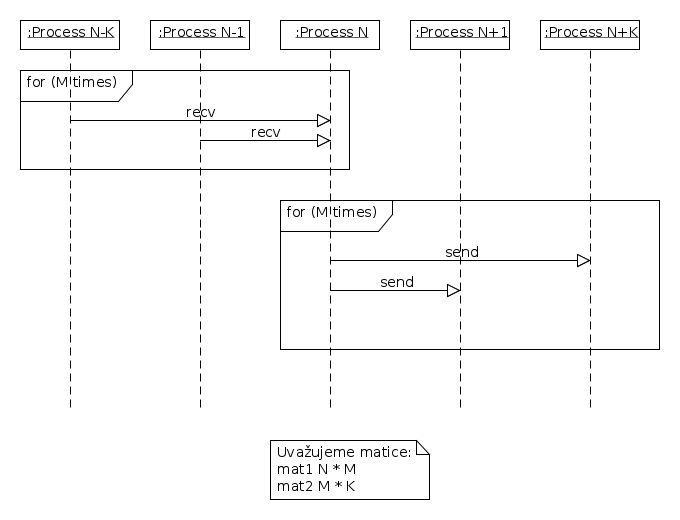 :Process N-K
:Process N-1
:Process N
:Process N+1
:Process N+K
for (M times)
recv
recv
for (M times)
send
send
Uvažujeme matice:
mat1 N * M
mat2 M * K